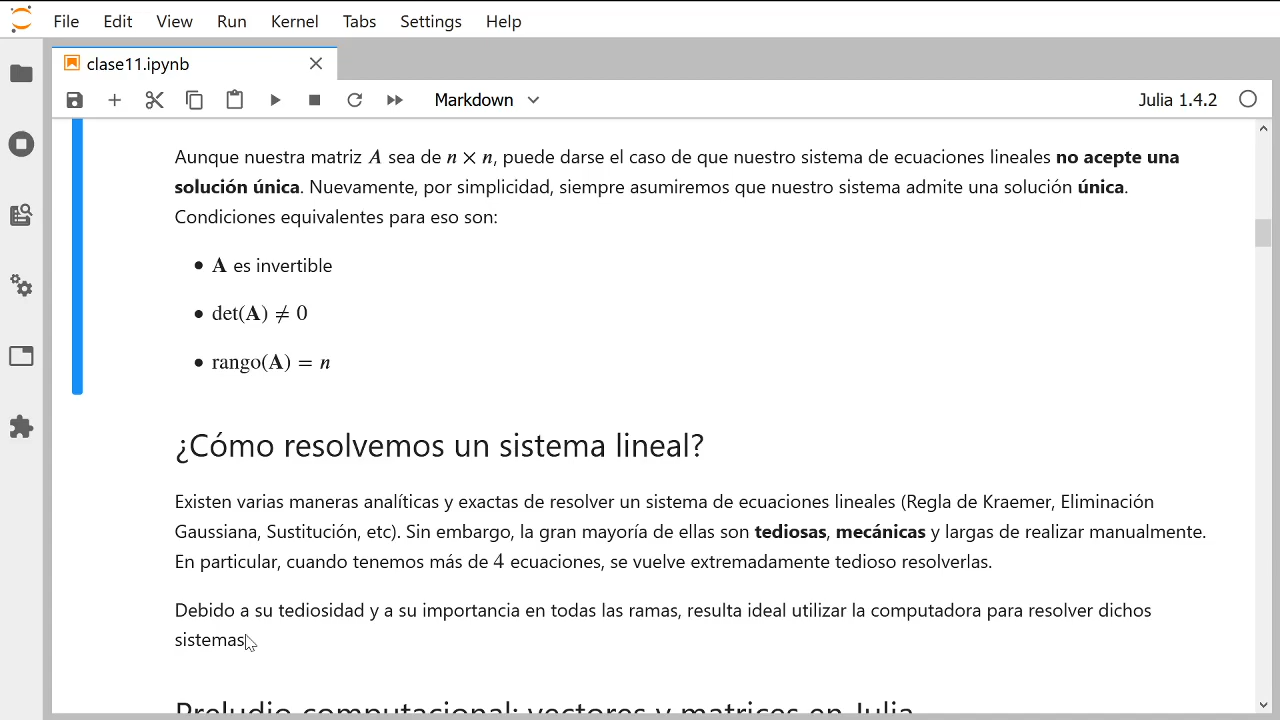 File Edit View Run Kernel Tabs Settings Help
clase11.ipynb
Markdown
Julia 1.4.2
Aunque nuestra matriz A sea de n × n, puede darse el caso de que nuestro sistema de ecuaciones lineales no acepte una
solución única. Nuevamente, por simplicidad, siempre asumiremos que nuestro sistema admite una solución única.
Condiciones equivalentes para eso son:
• A es invertible
• det(A) ≠ 0
• rango(A) = n
¿Cómo resolvemos un sistema lineal?
Existen varias maneras analíticas y exactas de resolver un sistema de ecuaciones lineales (Regla de Kraemer, Eliminación
Gaussiana, Sustitución, etc). Sin embargo, la gran mayoría de ellas son tediosas, mecánicas y largas de realizar manualmente.
En particular, cuando tenemos más de 4 ecuaciones, se vuelve extremadamente tedioso resolverlas.
Debido a su tediosidad y a su importancia en todas las ramas, resulta ideal utilizar la computadora para resolver dichos
sistemas
Preludio computacional: vectores y matrices en Julia